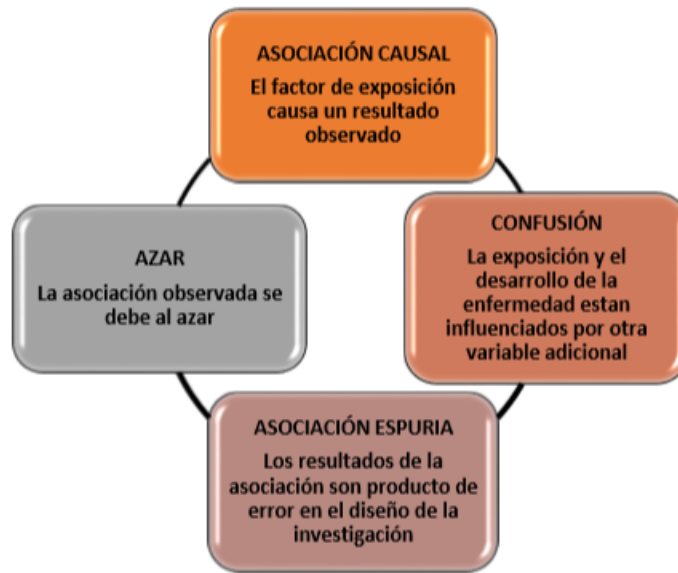 ASOCIACIÓN CAUSAL
El factor de exposición
causa un resultado
observado
CONFUSIÓN
La exposición y el
desarrollo de la
enfermedad estan
influenciados por otra
variable adicional
ASOCIACIÓN ESPURIA
Los resultados de la
asociación son producto de
error en el diseño de la
investigación
AZAR
La asociación observada se
debe al azar